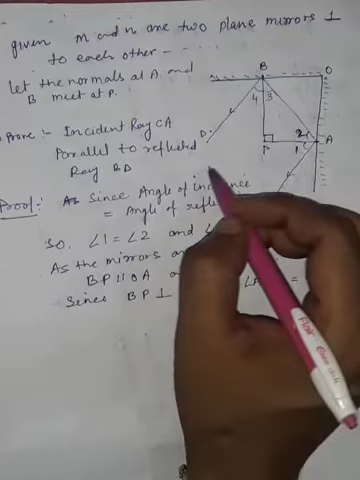 given m and n are two plane mirrors ⊥
to each other
Let the normals at A and
B meet at P.
Prove :- Incident Ray CA
Parallel to reflected
Ray BD
Proof:- As Since Angle of incidence
= Angle of
So, ∠1 = ∠2 and ∠
As the mirrors
BP || OA
Since BP ⊥
B
O
4
3
D
P
2
1
A
FLAIR